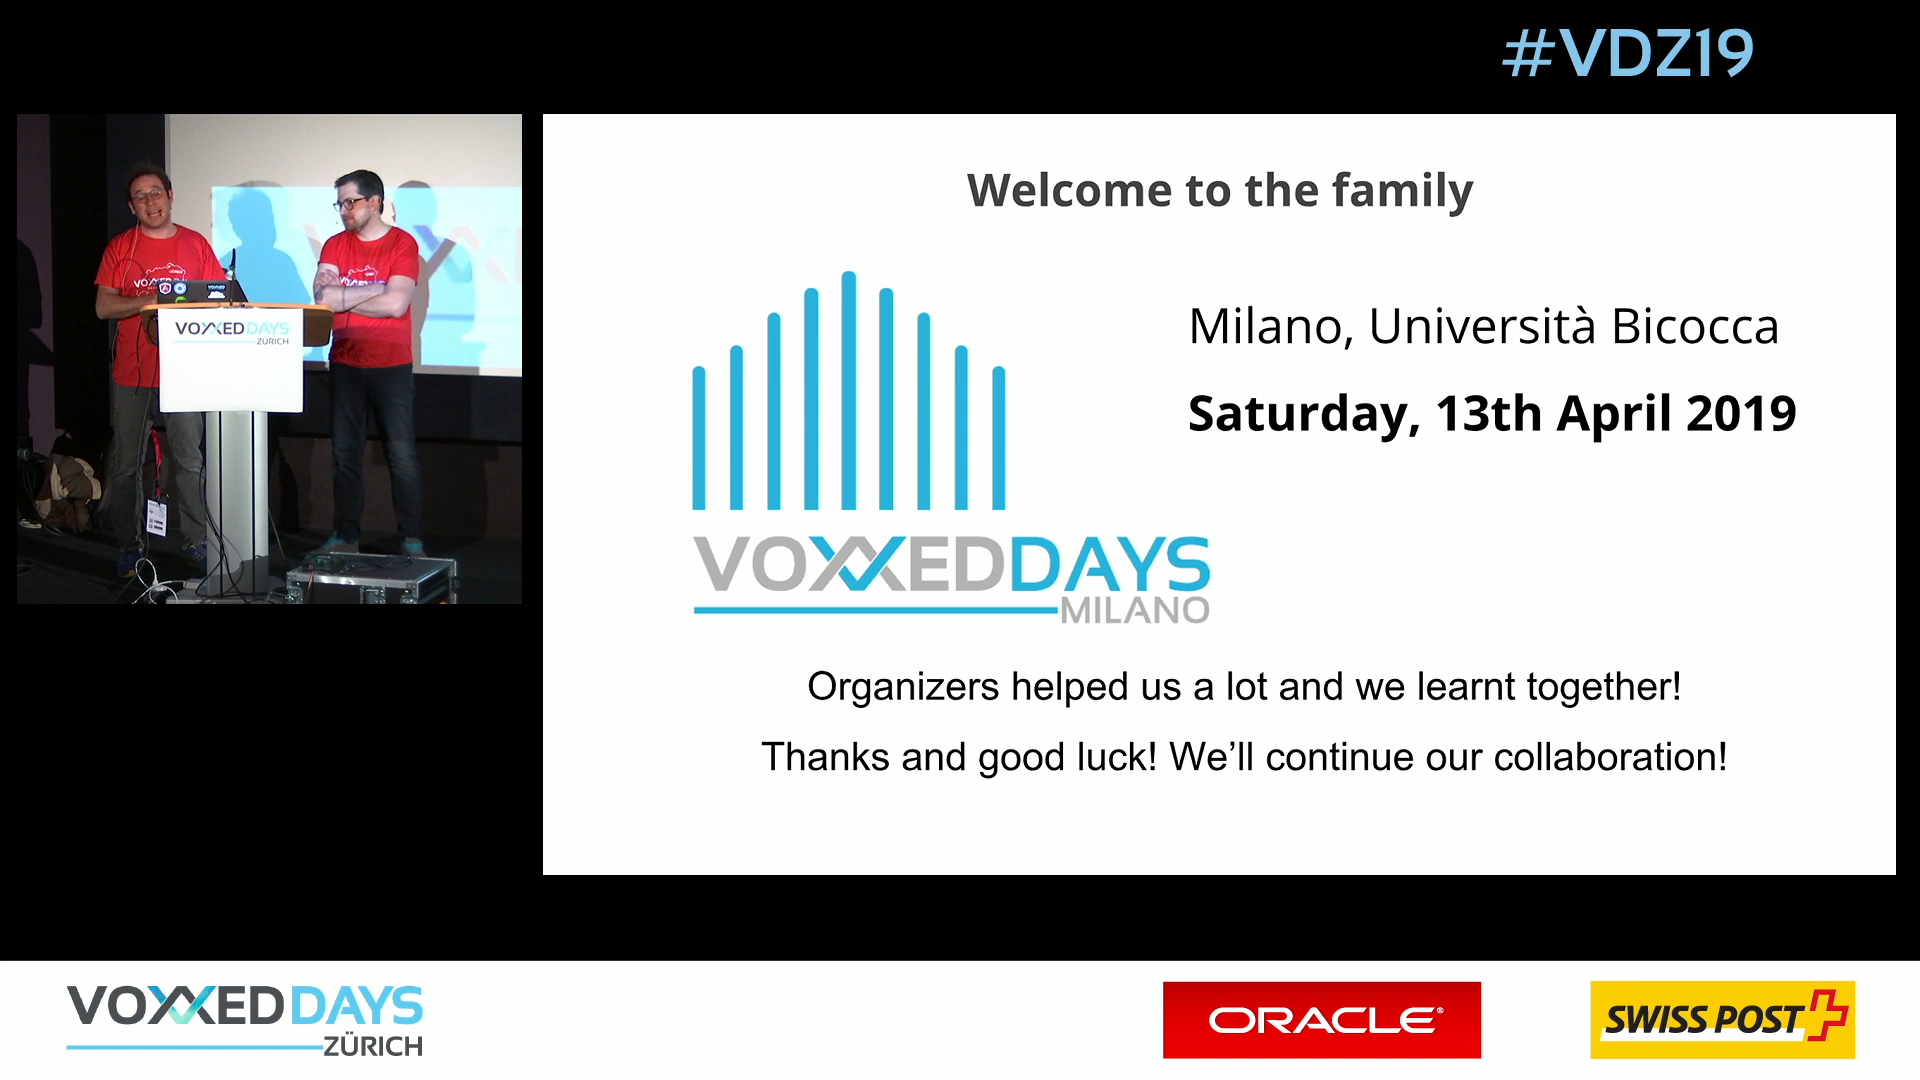 #VDZ19
VOXXEDDAYS
ZÜRICH
Welcome to the family
Milano, Università Bicocca
Saturday, 13th April 2019
VOXXEDDAYS
MILANO
Organizers helped us a lot and we learnt together!
Thanks and good luck! We’ll continue our collaboration!
VOXXEDDAYS
ZÜRICH
ORACLE®
SWISS POST